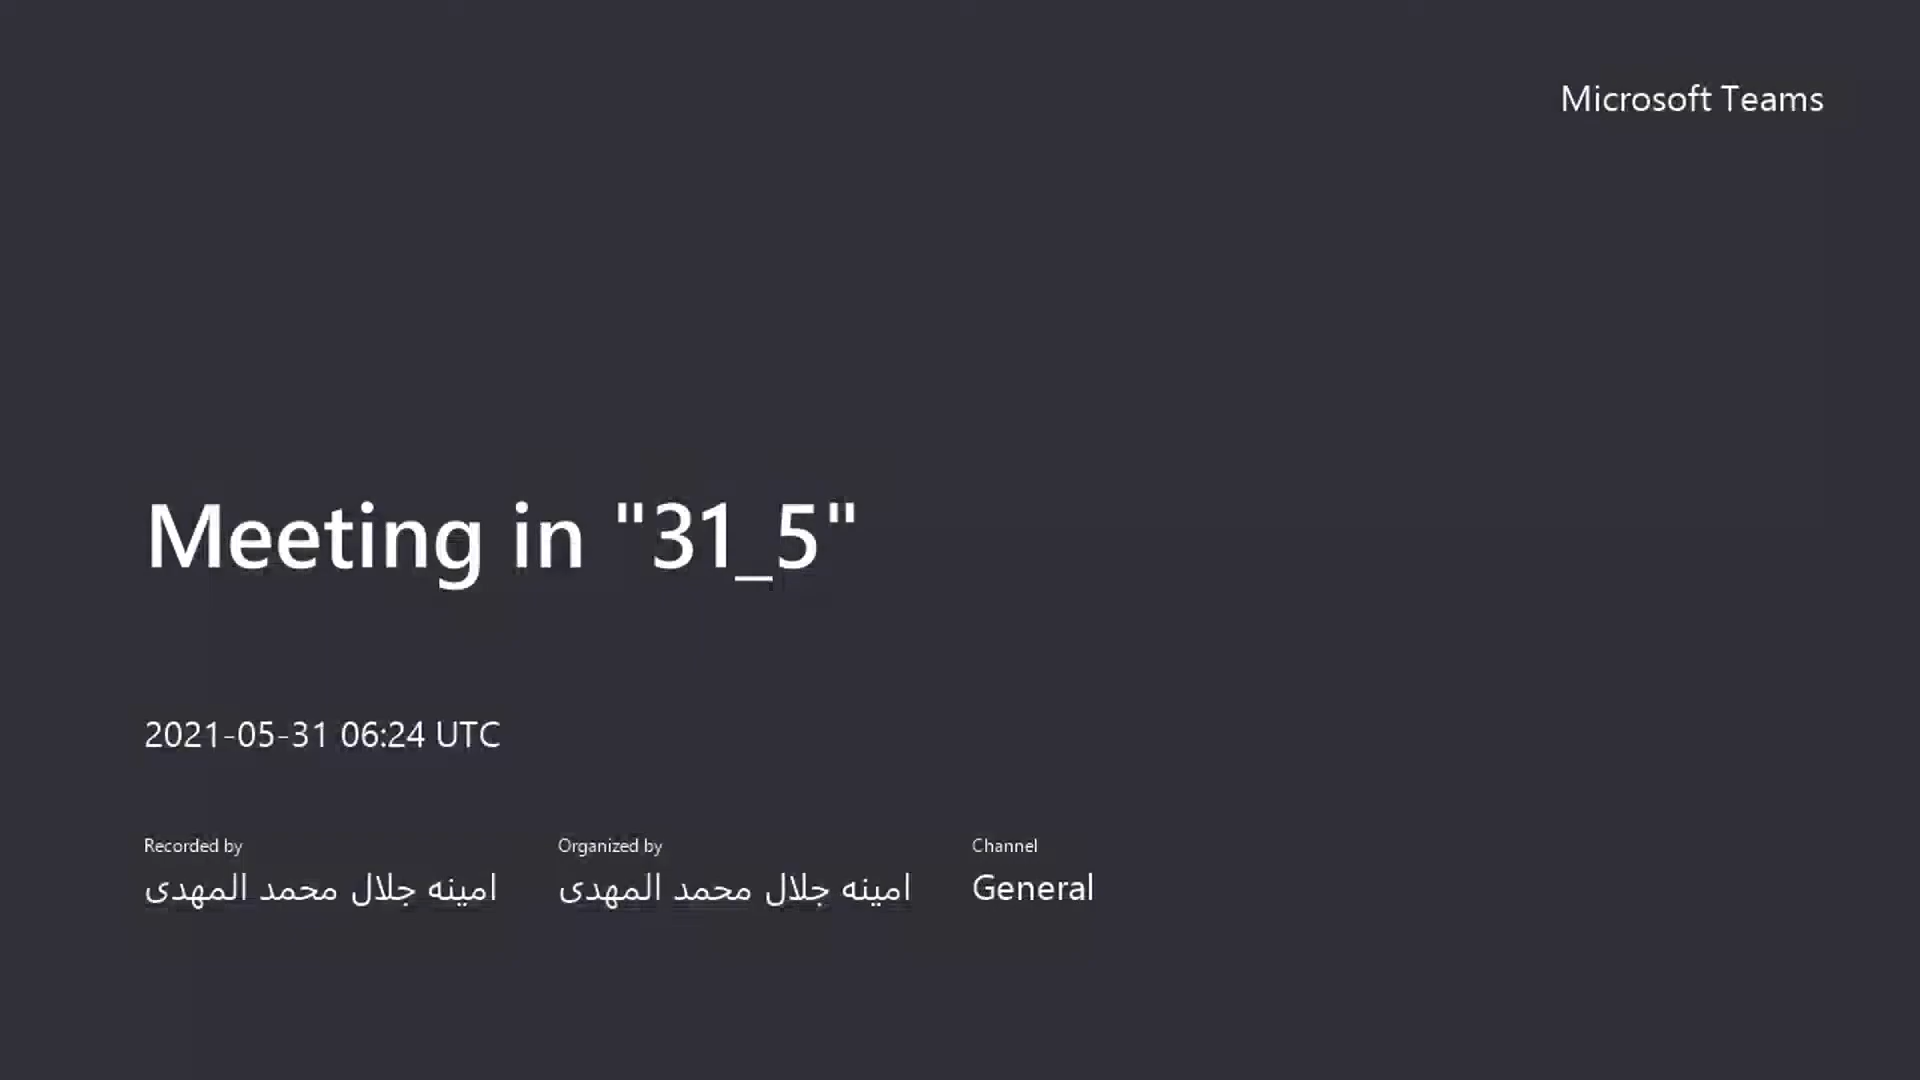 Microsoft Teams
Meeting in "31_5"
2021-05-31 06:24 UTC
Recorded by
امينه جلال محمد المهدى
Organized by
امينه جلال محمد المهدى
Channel
General